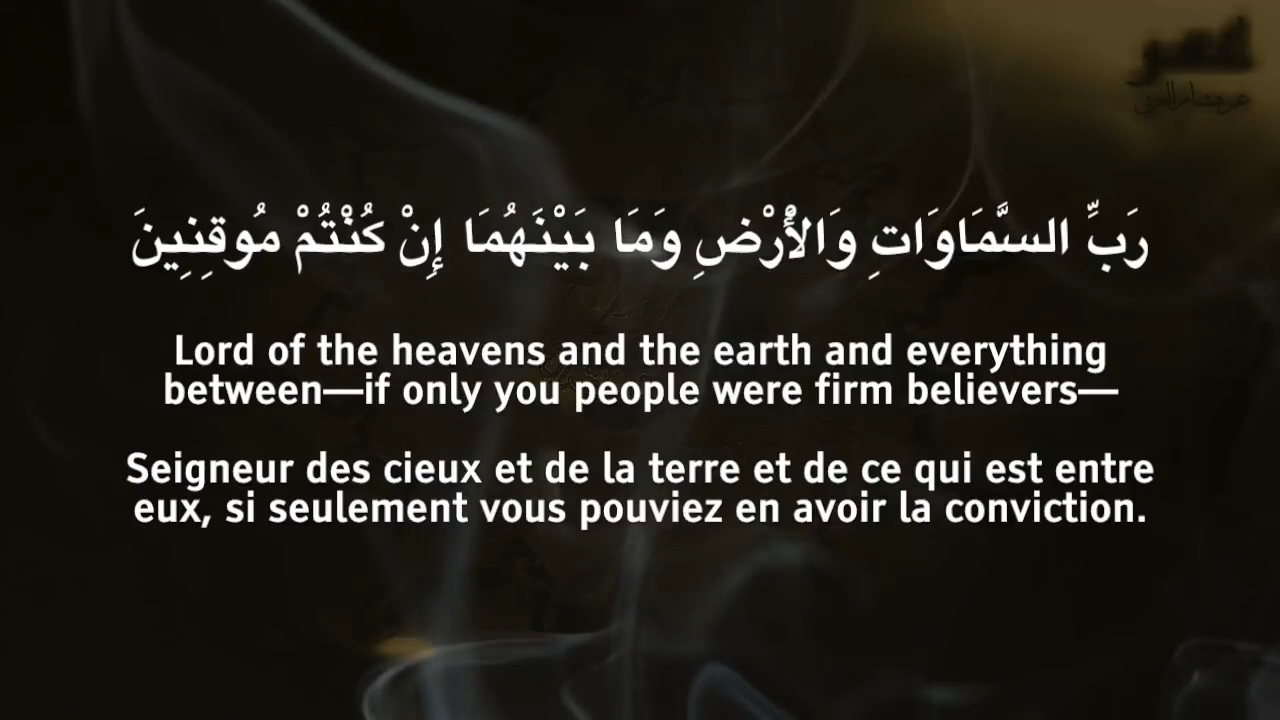 رَبِّ السَّمَاوَاتِ وَالْأَرْضِ وَمَا بَيْنَهُمَا إِنْ كُنْتُمْ مُوقِنِينَ
Lord of the heavens and the earth and everything
between—if only you people were firm believers—
Seigneur des cieux et de la terre et de ce qui est entre
eux, si seulement vous pouviez en avoir la conviction.